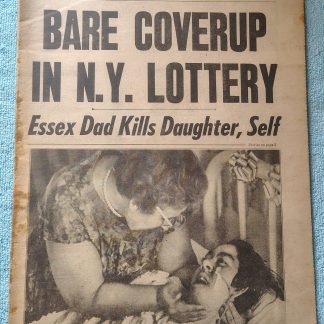 BARE COVERUP
IN N.Y. LOTTERY
Essex Dad Kills Daughter, Self